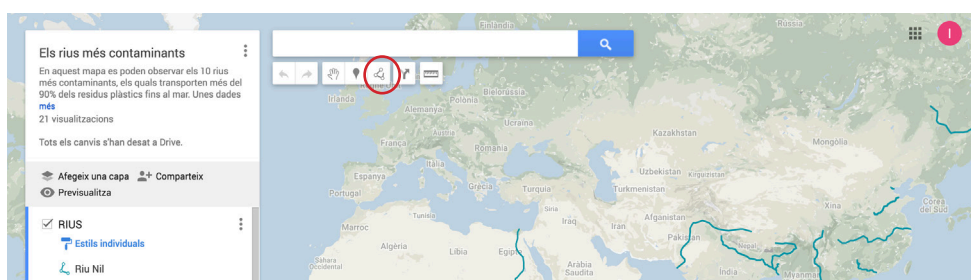 Els rius més contaminants
En aquest mapa es poden observar els 10 rius
més contaminants, els quals transporten més del
90% dels residus plàstics fins al mar. Unes dades
més
21 visualitzacions
Tots els canvis s'han desat a Drive.
Afegeix una capa Comparteix
Previsualitza
RIUS
Estils individuals
Riu Nil
I
Finlàndia
Rússia
Irlanda
Bielorússia
Polònia
Alemanya
Ucraïna
Àustria
França
Romania
Kazakhstan
Mongòlia
Itàlia
Espanya
Portugal
Grècia
Turquia
Uzbekistan
Kirguizistan
Turkmenistan
Corea
del Sud
Xina
Tunísia
Síria
Marroc
Iraq
Iran
Afganistan
Pakistan
Algèria
Líbia
Egipte
Nepal
Sàhara
Occidental
Aràbia
Saudita
Índia
Myanmar